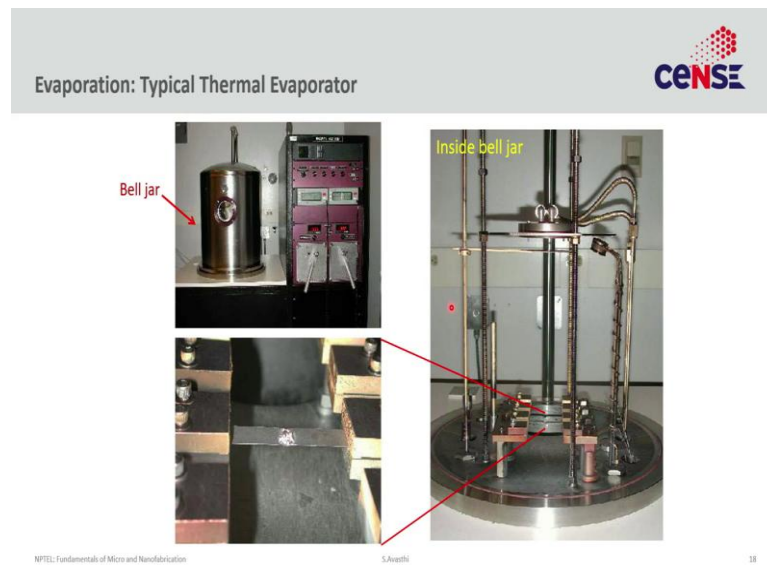 Evaporation: Typical Thermal Evaporator
CeNSE
Bell jar
Inside bell jar
NPTEL: Fundamentals of Micro and Nanofabrication
S.Avasthi
18